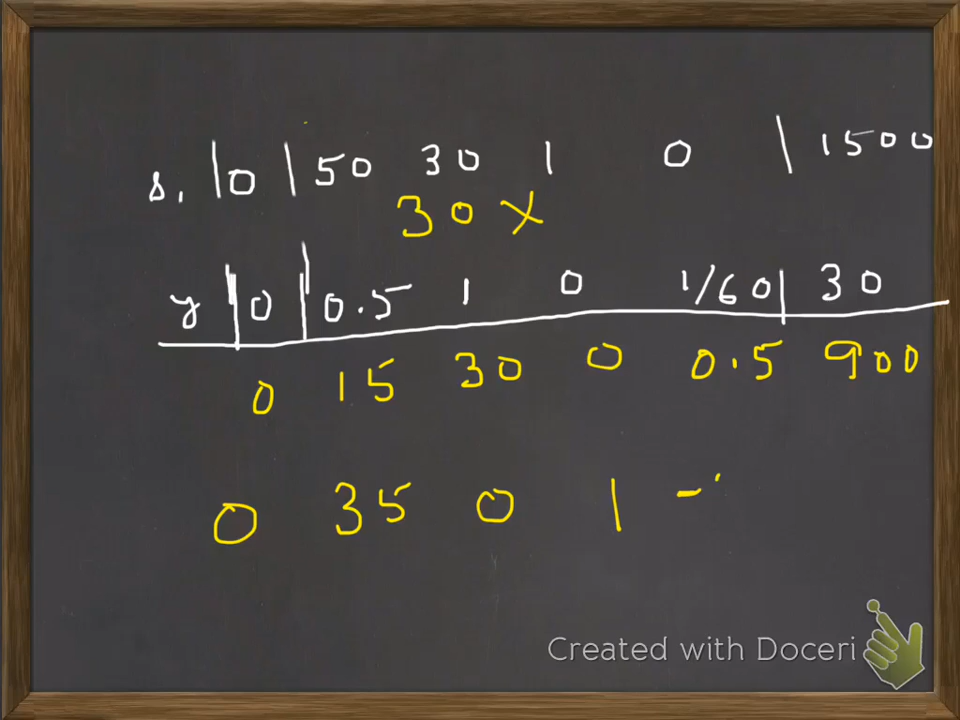 s, | 0 | 50 30 1 0 | 1500
30 X
y | 0 | 0.5 1 0 1/60 | 30
0 15 30 0 0.5 900
0 35 0 1 -
Created with Doceri